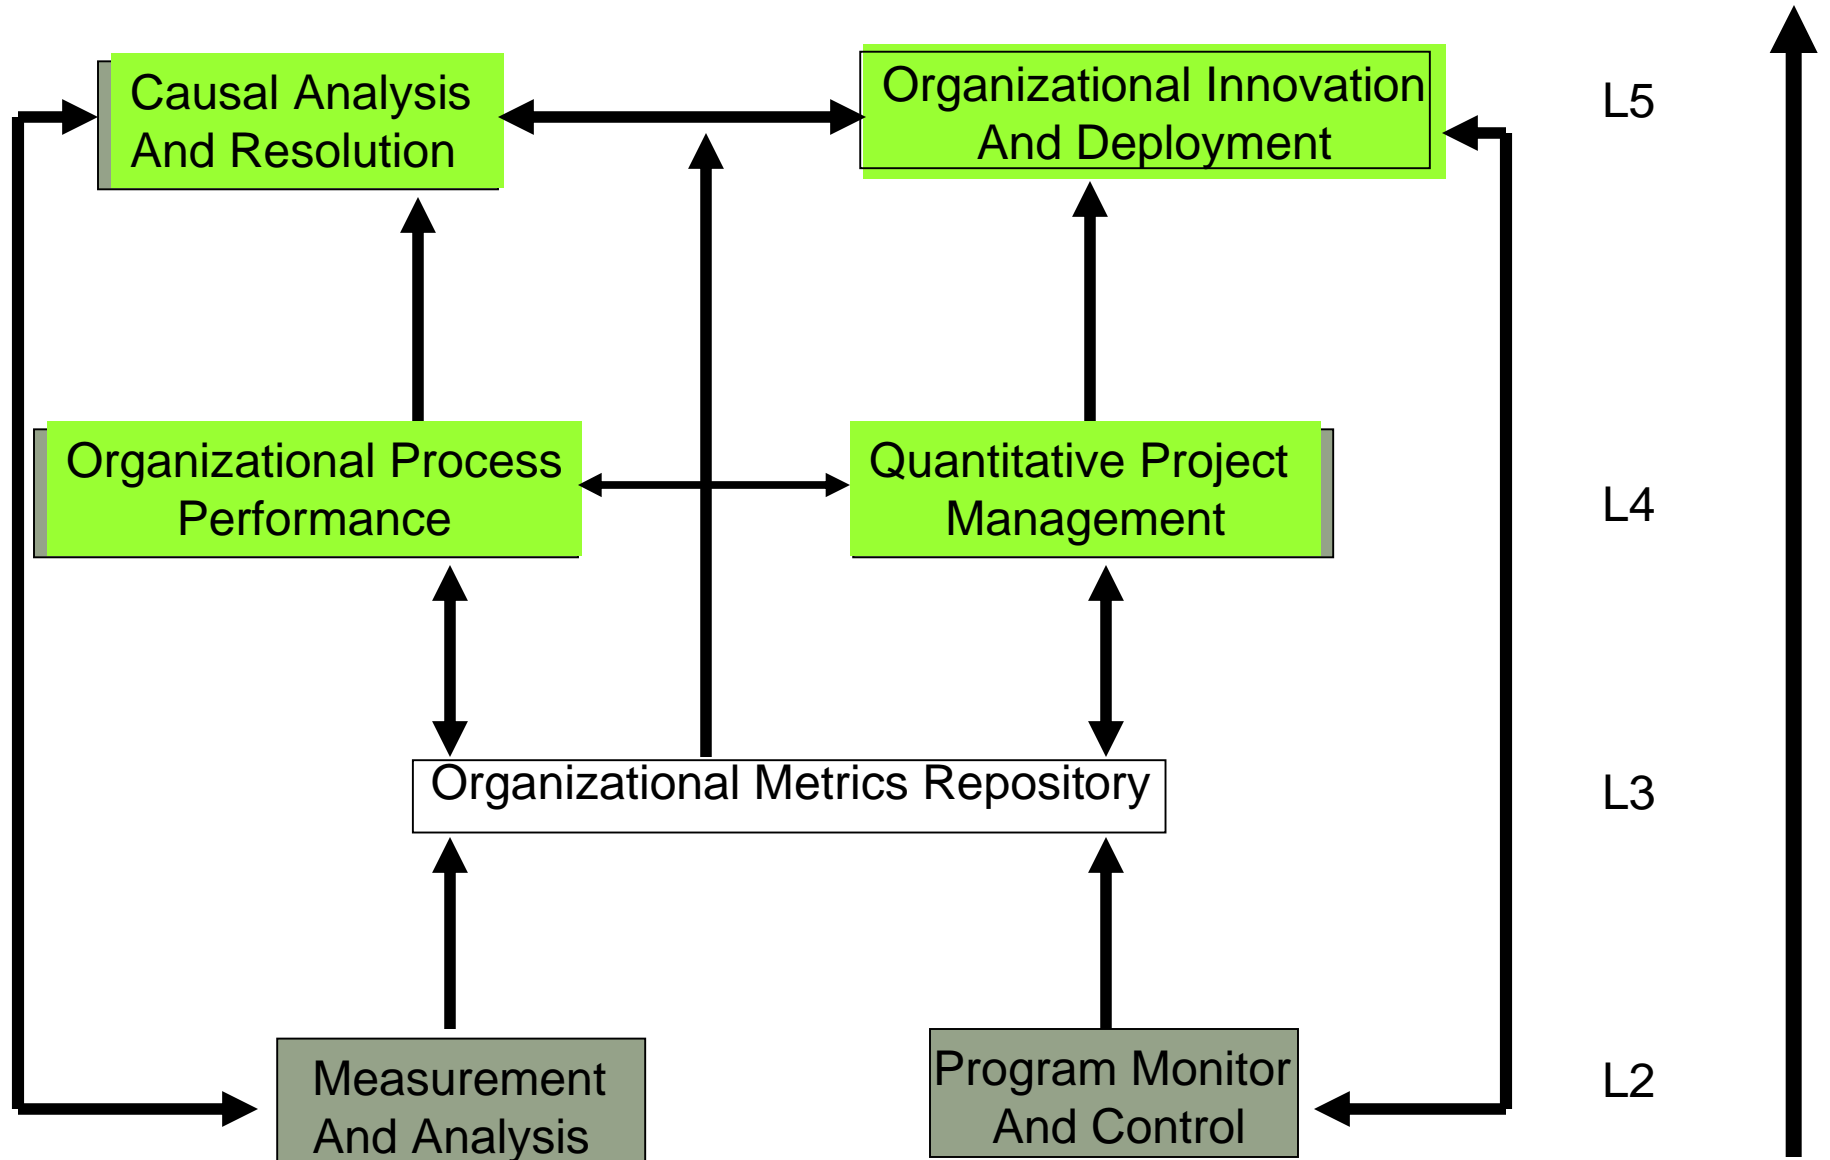 Causal Analysis
And Resolution
Organizational Innovation
And Deployment
L5
Organizational Process
Performance
Quantitative Project
Management
L4
Organizational Metrics Repository
L3
Measurement
And Analysis
Program Monitor
And Control
L2